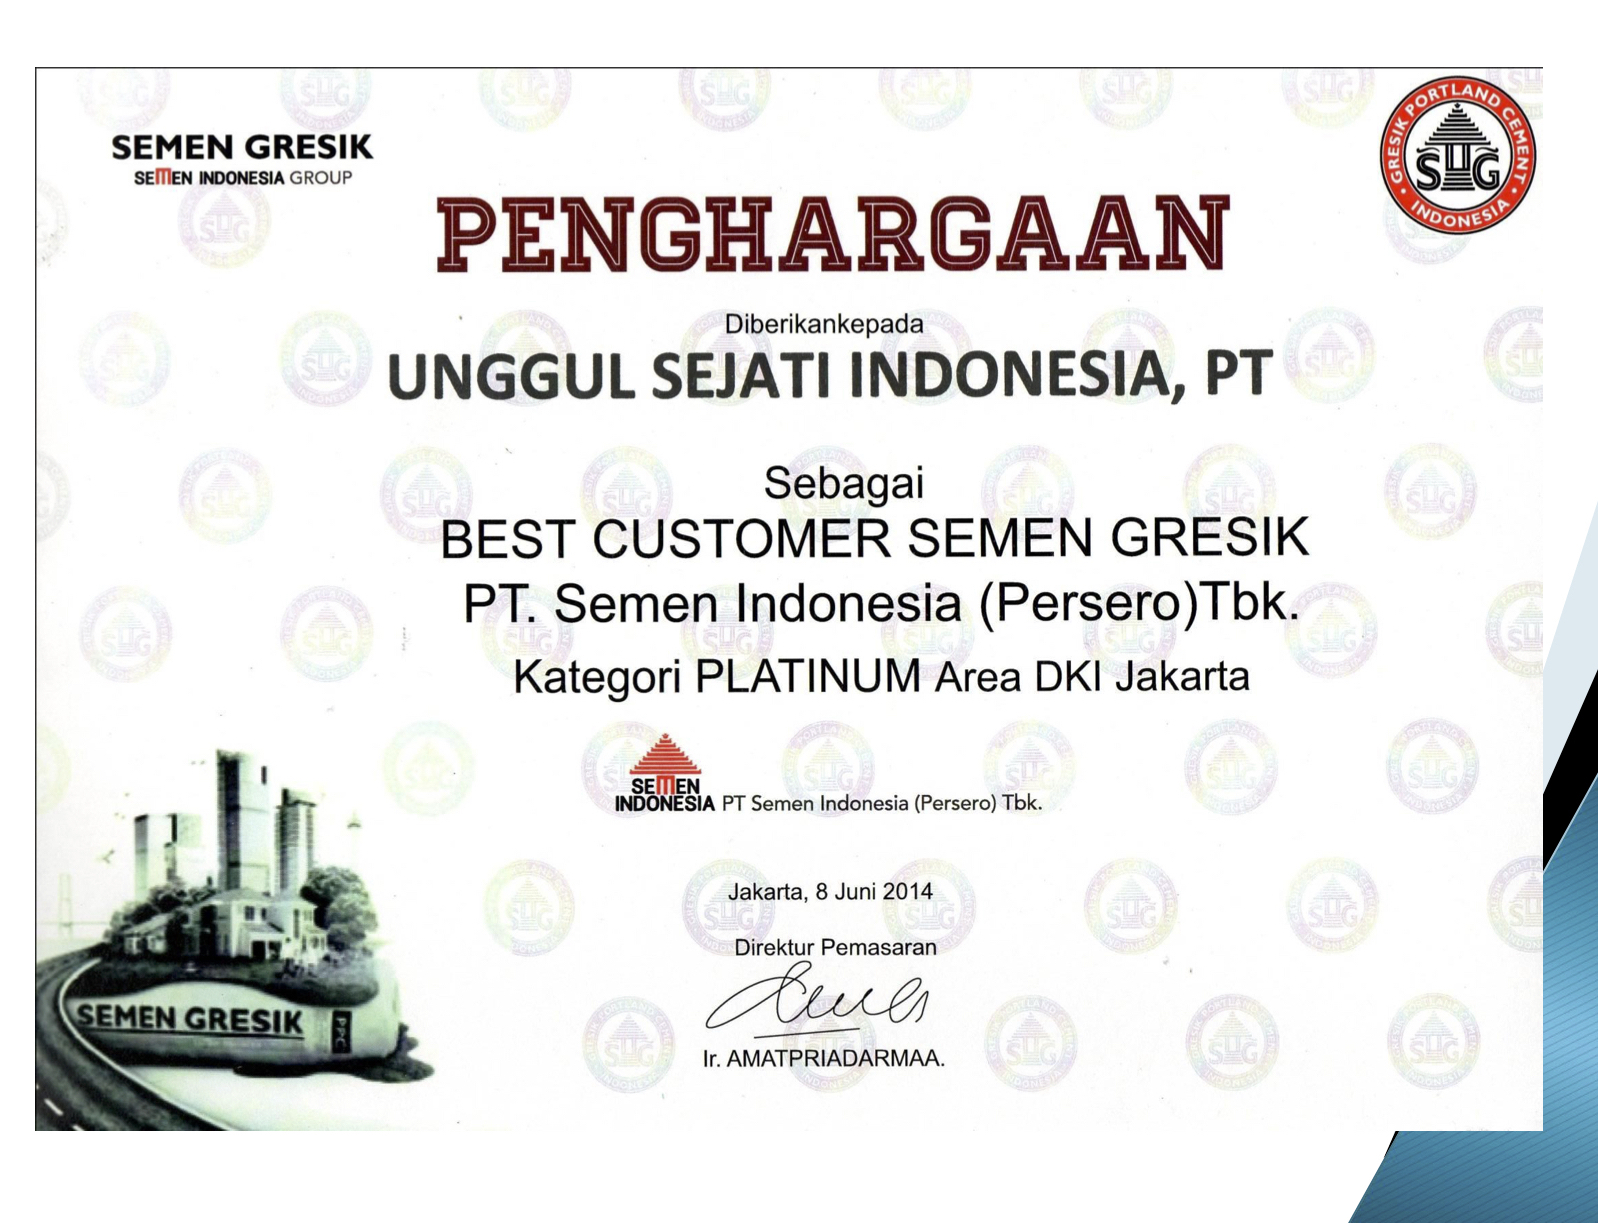 SEMEN GRESIK
SEMEN INDONESIA GROUP
GRESIK PORTLAND CEMENT
SG
INDONESIA
PENGHARGAAN
Diberikankepada
UNGGUL SEJATI INDONESIA, PT
Sebagai
BEST CUSTOMER SEMEN GRESIK
PT. Semen Indonesia (Persero)Tbk.
Kategori PLATINUM Area DKI Jakarta
SEMEN
INDONESIA PT Semen Indonesia (Persero) Tbk.
Jakarta, 8 Juni 2014
Direktur Pemasaran
Ir. AMATPRIADARMAA.
SEMEN GRESIK
PPC